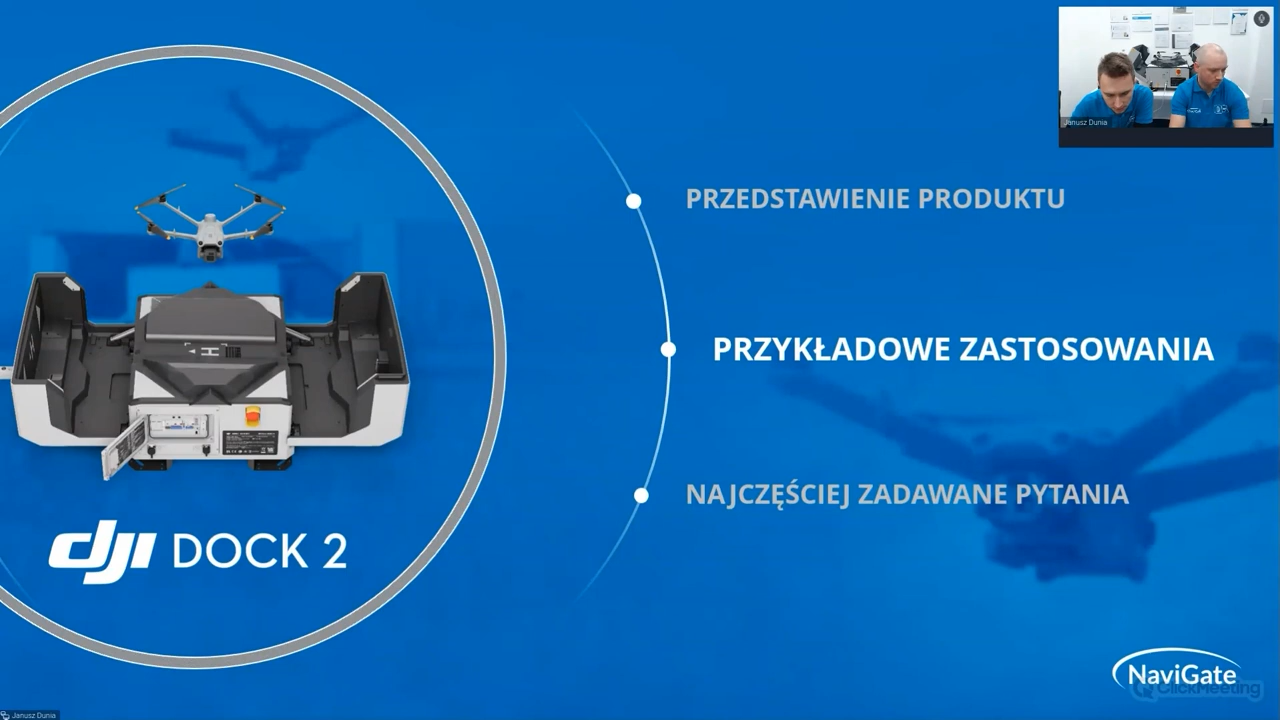 Janusz Dunia
PRZEDSTAWIENIE PRODUKTU
PRZYKŁADOWE ZASTOSOWANIA
NAJCZĘŚCIEJ ZADAWANE PYTANIA
H
dji DOCK 2
NaviGate
ClickMeeting
Janusz Dunia